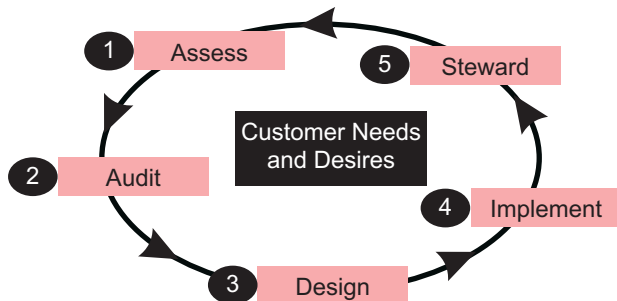 1 Assess
2 Audit
3 Design
4 Implement
5 Steward
Customer Needs
and Desires